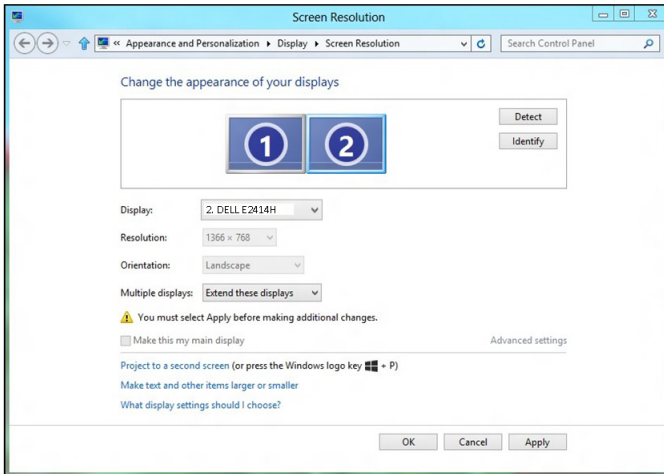 Screen Resolution
« Appearance and Personalization ▸ Display ▸ Screen Resolution
Search Control Panel
Change the appearance of your displays
1 2
Detect
Identify
Display: 2. DELL E2414H
Resolution: 1366 × 768
Orientation: Landscape
Multiple displays: Extend these displays
You must select Apply before making additional changes.
Make this my main display Advanced settings
Project to a second screen (or press the Windows logo key + P)
Make text and other items larger or smaller
What display settings should I choose?
OK Cancel Apply